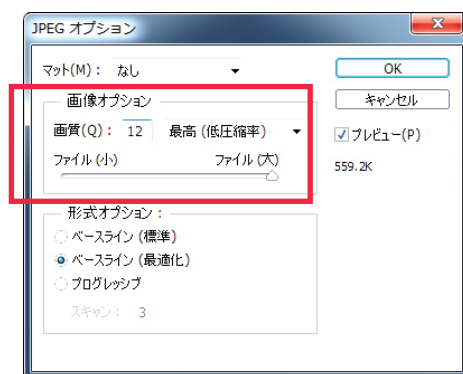 JPEG オプション
マット(M)： なし
OK
キャンセル
プレビュー(P)
559.2K
画像オプション
画質(Q)： 12 最高 (低圧縮率)
ファイル (小) ファイル (大)
形式オプション：
ベースライン (標準)
ベースライン (最適化)
プログレッシブ
スキャン： 3